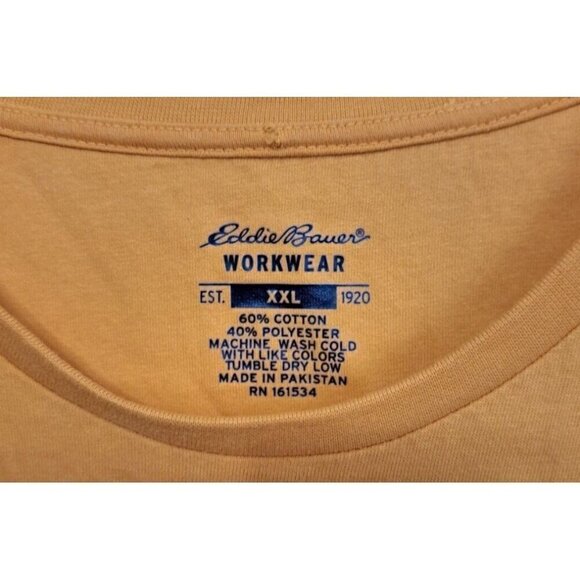 Eddie Bauer®
WORKWEAR
EST. XXL 1920
60% COTTON
40% POLYESTER
MACHINE WASH COLD
WITH LIKE COLORS
TUMBLE DRY LOW
MADE IN PAKISTAN
RN 161534